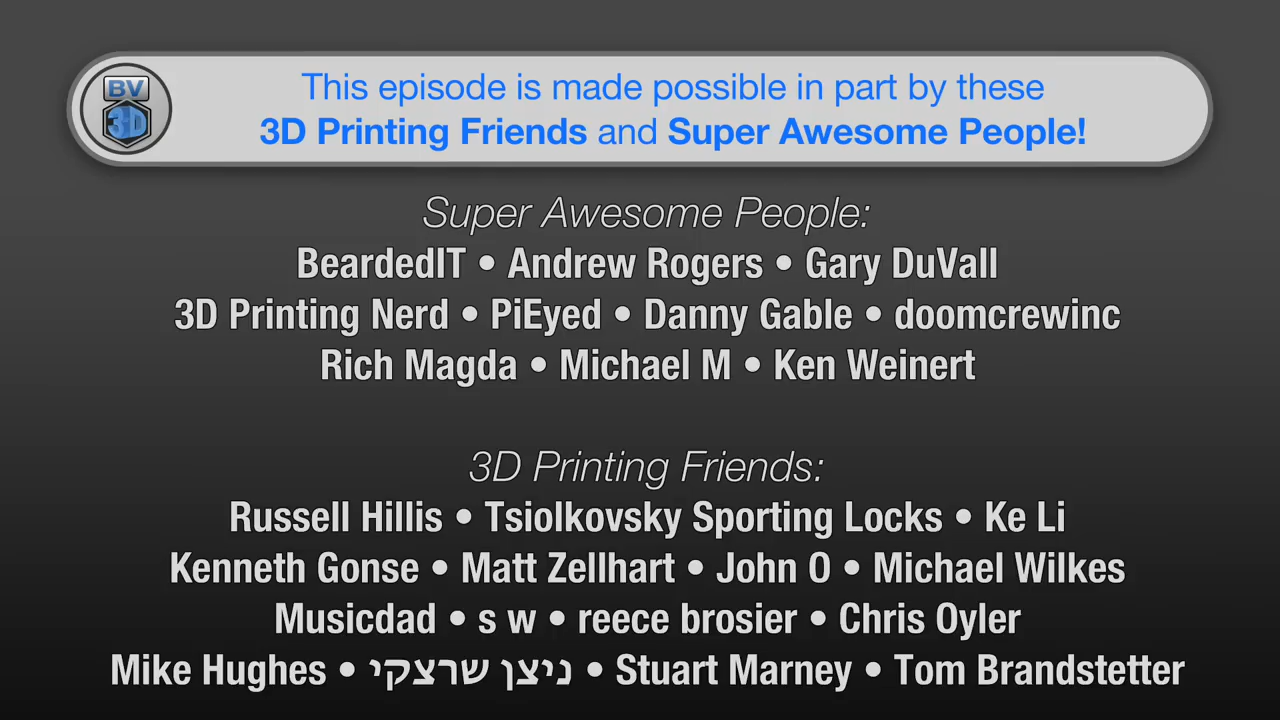 BV
3D
This episode is made possible in part by these
3D Printing Friends and Super Awesome People!
Super Awesome People:
BeardedIT • Andrew Rogers • Gary DuVall
3D Printing Nerd • PiEyed • Danny Gable • doomcrewinc
Rich Magda • Michael M • Ken Weinert
3D Printing Friends:
Russell Hillis • Tsiolkovsky Sporting Locks • Ke Li
Kenneth Gonse • Matt Zellhart • John O • Michael Wilkes
Musicdad • s w • reece brosier • Chris Oyler
Mike Hughes • ניצן שרצקי • Stuart Marney • Tom Brandstetter